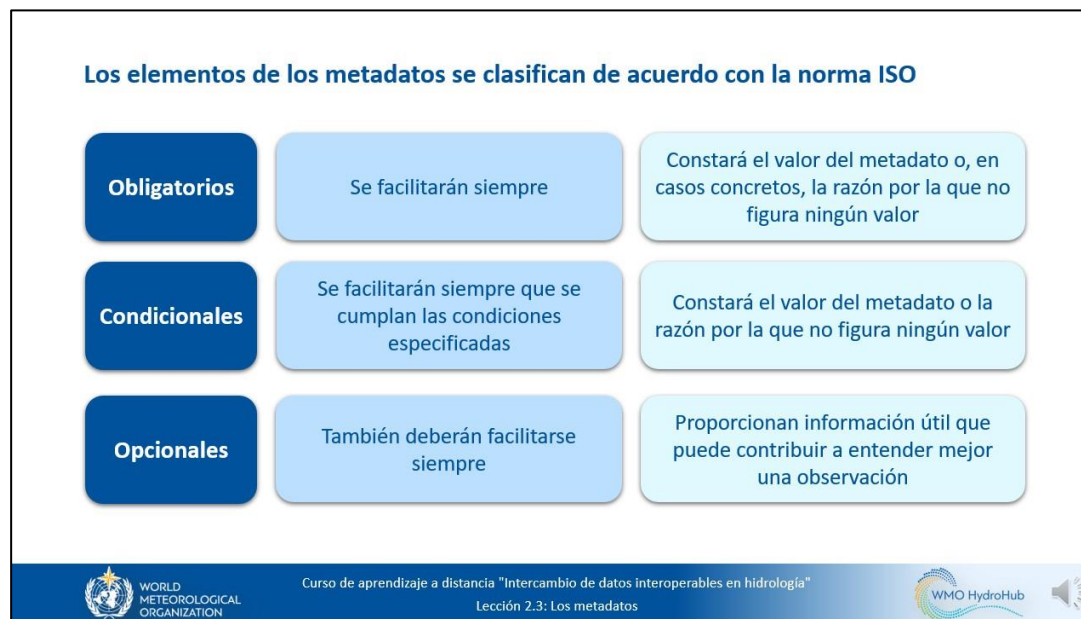 Los elementos de los metadatos se clasifican de acuerdo con la norma ISO
Obligatorios
Se facilitarán siempre
Constará el valor del metadato o, en
casos concretos, la razón por la que no
figura ningún valor
Condicionales
Se facilitarán siempre que se
cumplan las condiciones
especificadas
Constará el valor del metadato o la
razón por la que no figura ningún valor
Opcionales
También deberán facilitarse
siempre
Proporcionan información útil que
puede contribuir a entender mejor
una observación
WORLD
METEOROLOGICAL
ORGANIZATION
Curso de aprendizaje a distancia "Intercambio de datos interoperables en hidrología"
Lección 2.3: Los metadatos
WMO HydroHub